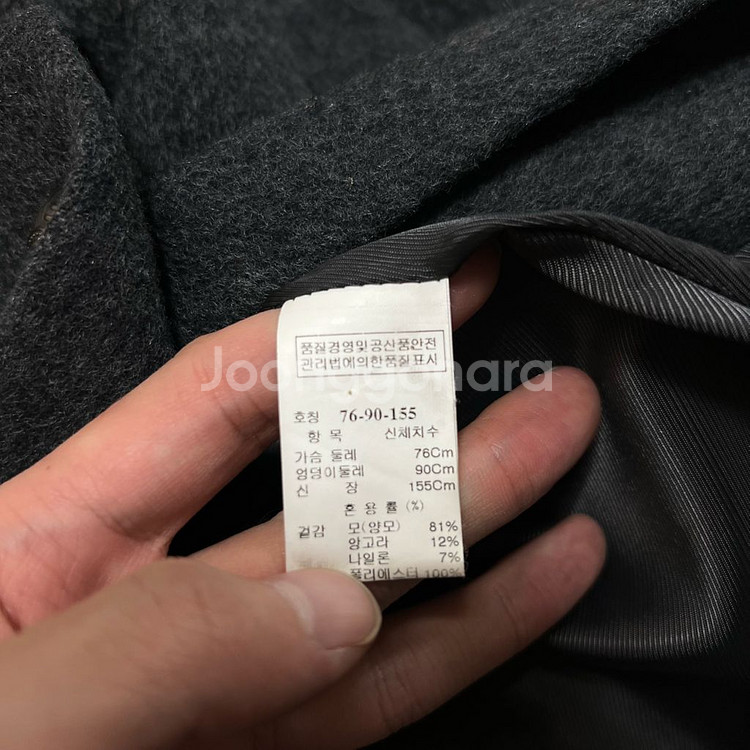 품질경영및공산품안전
관리법에의한품질표시
Joonggonara
호칭 76-90-155
항 목 신체치수
가슴 둘레 76Cm
엉덩이둘레 90Cm
신 장 155Cm
혼 용 률 (%)
겉감 모(양모) 81%
앙고라 12%
나일론 7%
폴리에스터 100%